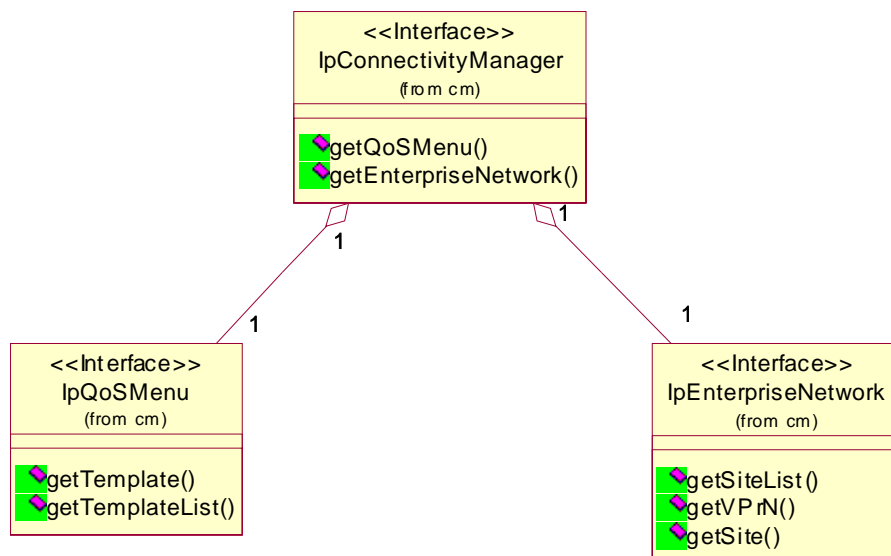 <<Interface>>
IpConnectivityManager
(from cm)
getQoSMenu()
getEnterpriseNetwork()
1
1
1
1
<<Interface>>
IpQoSMenu
(from cm)
getTemplate()
getTemplateList()
<<Interface>>
IpEnterpriseNetwork
(from cm)
getSiteList()
getVPrN()
getSite()